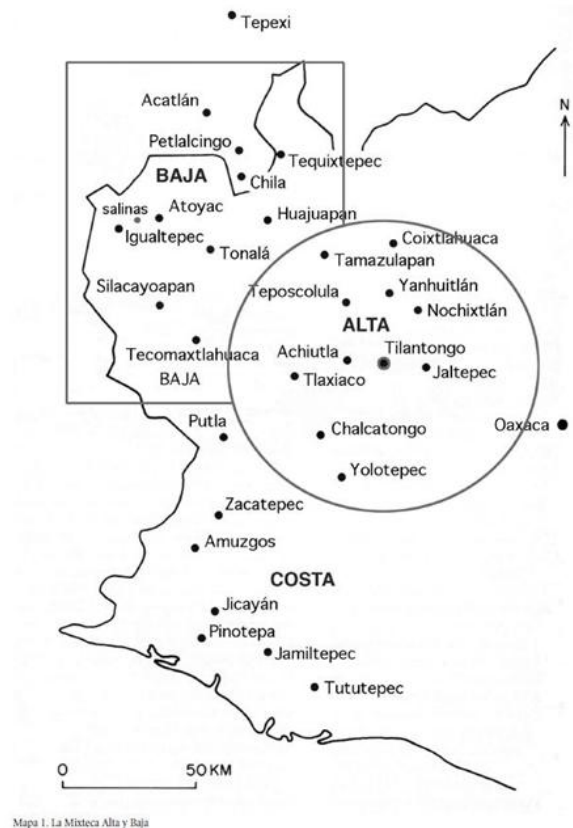 Tepexi
Acatlán
N
Petlalcingo
Tequixtepec
BAJA
Chila
salinas
Atoyac
Huajuapan
Igualtepec
Coixtlahuaca
Tonalá
Tamazulapan
Yanhuitlán
Silacayoapan
Teposcolula
Nochixtlán
ALTA
Tecomaxtlahuaca
Achiutla
Tilantongo
BAJA
Tlaxiaco
Jaltepec
Putla
Chalcatongo
Oaxaca
Yolotepec
Zacatepec
Amuzgos
COSTA
Jicayán
Pinotepa
Jamiltepec
Tututepec
0
50 KM
Mapa 1. La Mixteca Alta y Baja